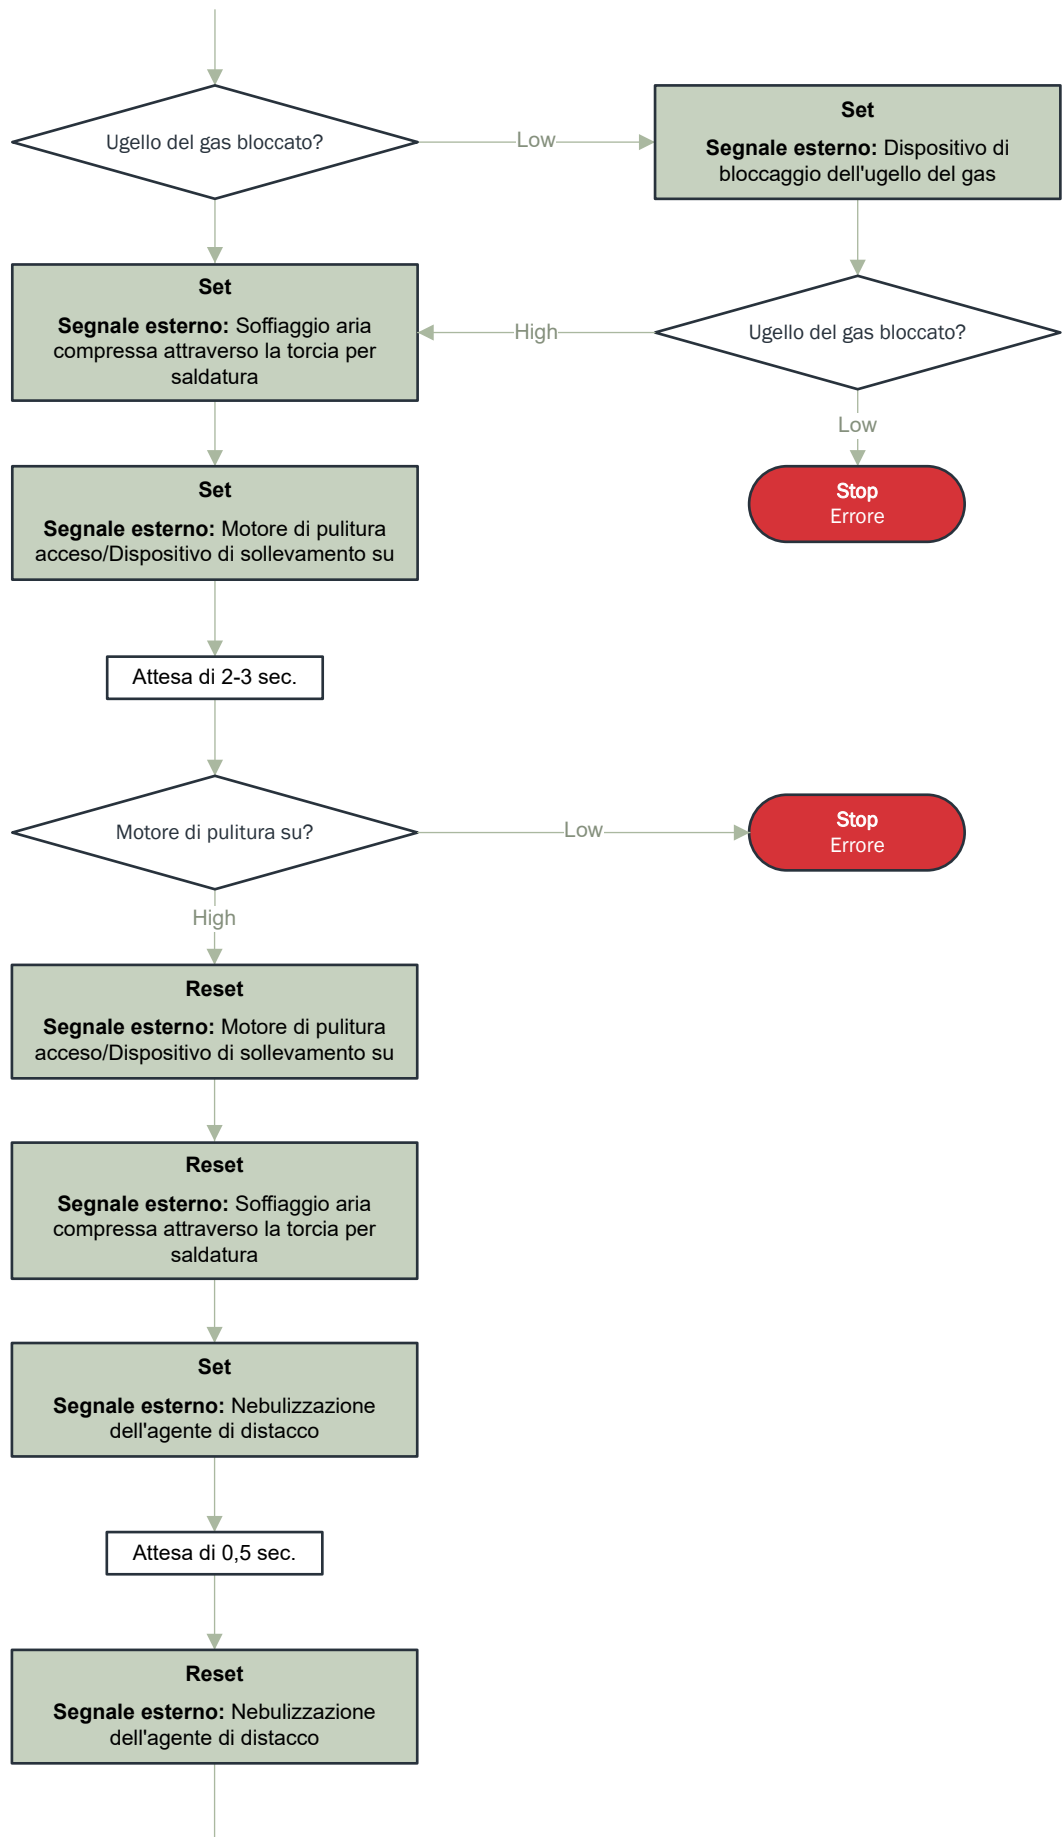 Ugello del gas bloccato?
Low
Set
Segnale esterno: Dispositivo di
bloccaggio dell'ugello del gas
Set
Segnale esterno: Soffiaggio aria
compressa attraverso la torcia per
saldatura
High
Ugello del gas bloccato?
Low
Stop
Errore
Set
Segnale esterno: Motore di pulitura
acceso/Dispositivo di sollevamento su
Attesa di 2-3 sec.
Motore di pulitura su?
Low
Stop
Errore
High
Reset
Segnale esterno: Motore di pulitura
acceso/Dispositivo di sollevamento su
Reset
Segnale esterno: Soffiaggio aria
compressa attraverso la torcia per
saldatura
Set
Segnale esterno: Nebulizzazione
dell'agente di distacco
Attesa di 0,5 sec.
Reset
Segnale esterno: Nebulizzazione
dell'agente di distacco